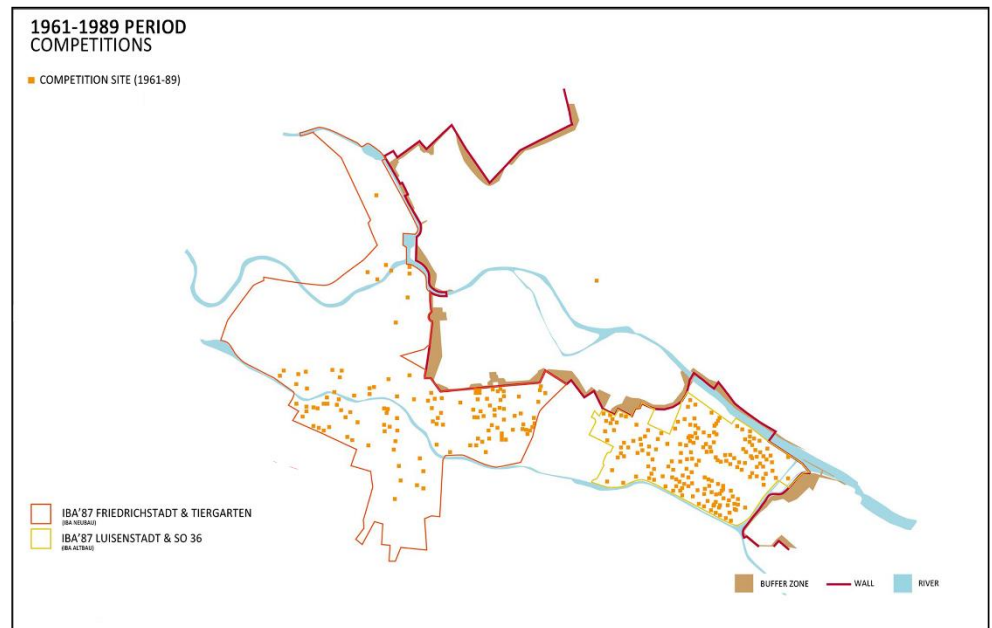 1961-1989 PERIOD
COMPETITIONS
COMPETITION SITE (1961-89)
IBA'87 FRIEDRICHSTADT & TIERGARTEN
(IBA NEUBAU)
IBA'87 LUISENSTADT & SO 36
(IBA ALTBAU)
BUFFER ZONE
WALL
RIVER